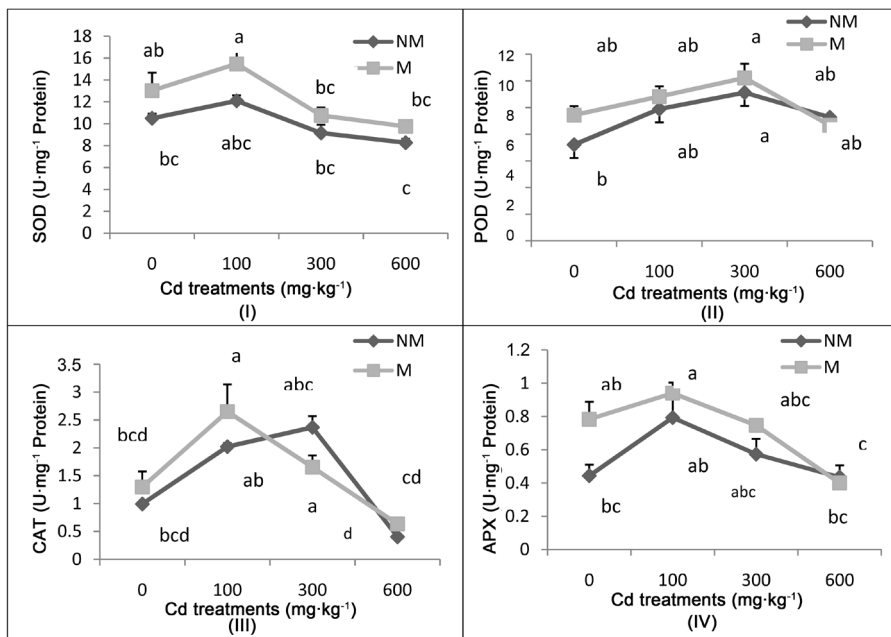 SOD (U·mg⁻¹ Protein)
18
16
14
12
10
8
6
4
2
0
ab
a
bc
bc
bc
abc
bc
c
NM
M
0 100 300 600
Cd treatments (mg·kg⁻¹)
(I)
POD (U·mg⁻¹ Protein)
12
10
8
6
4
2
0
ab
ab
a
ab
b
ab
a
ab
NM
M
0 100 300 600
Cd treatments (mg·kg⁻¹)
(II)
CAT (U·mg⁻¹ Protein)
3.5
3
2.5
2
1.5
1
0.5
0
bcd
a
abc
cd
bcd
ab
a
d
NM
M
0 100 300 600
Cd treatments (mg·kg⁻¹)
(III)
APX (U·mg⁻¹ Protein)
1.2
1
0.8
0.6
0.4
0.2
0
ab
a
abc
c
bc
ab
abc
bc
NM
M
0 100 300 600
Cd treatments (mg·kg⁻¹)
(IV)